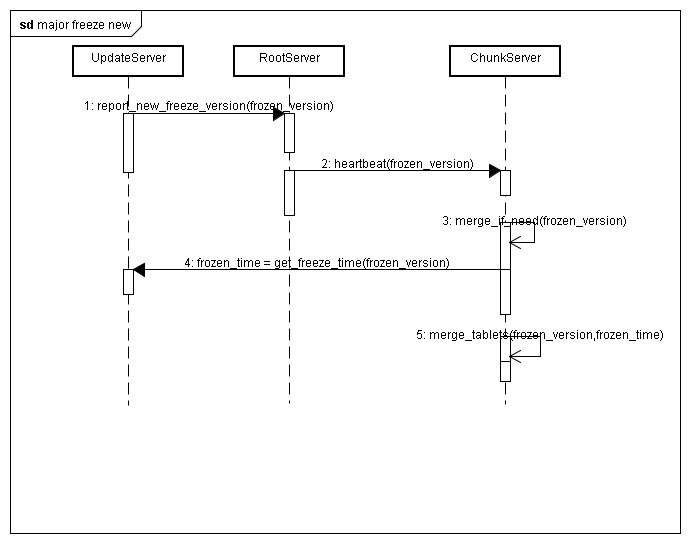 sd major freeze new
UpdateServer RootServer ChunkServer
1: report_new_freeze_version(frozen_version)
2: heartbeat(frozen_version)
3: merge_if_need(frozen_version)
4: frozen_time = get_freeze_time(frozen_version)
5: merge_tablets(frozen_version,frozen_time)